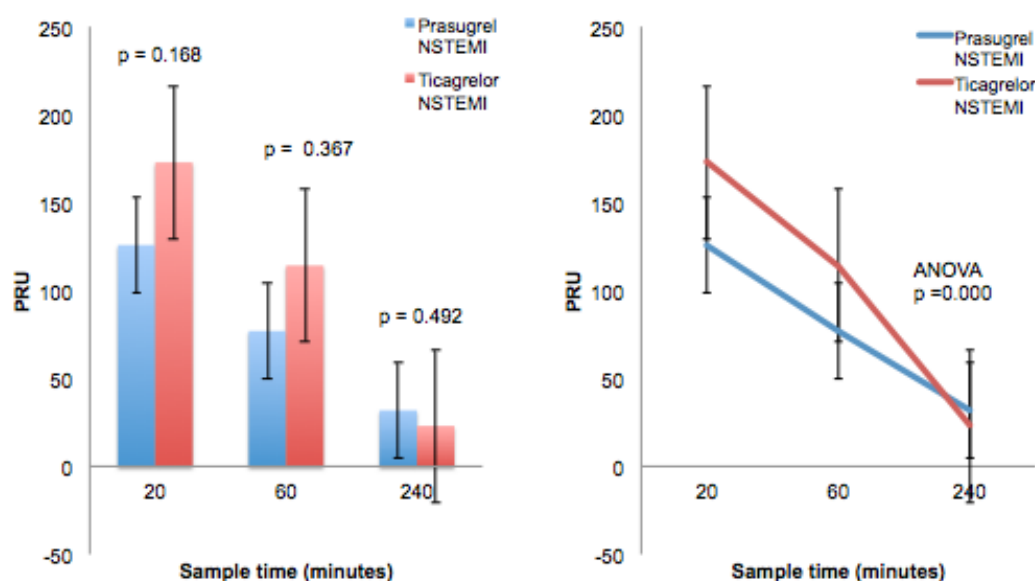 250
200
150
100
50
0
-50
PRU
p = 0.168
p =  0.367
p = 0.492
Prasugrel
NSTEMI
Ticagrelor
NSTEMI
20
60
240
Sample time (minutes)
250
200
150
100
50
0
-50
PRU
Prasugrel
NSTEMI
Ticagrelor
NSTEMI
ANOVA
p =0.000
20
60
240
Sample time (minutes)